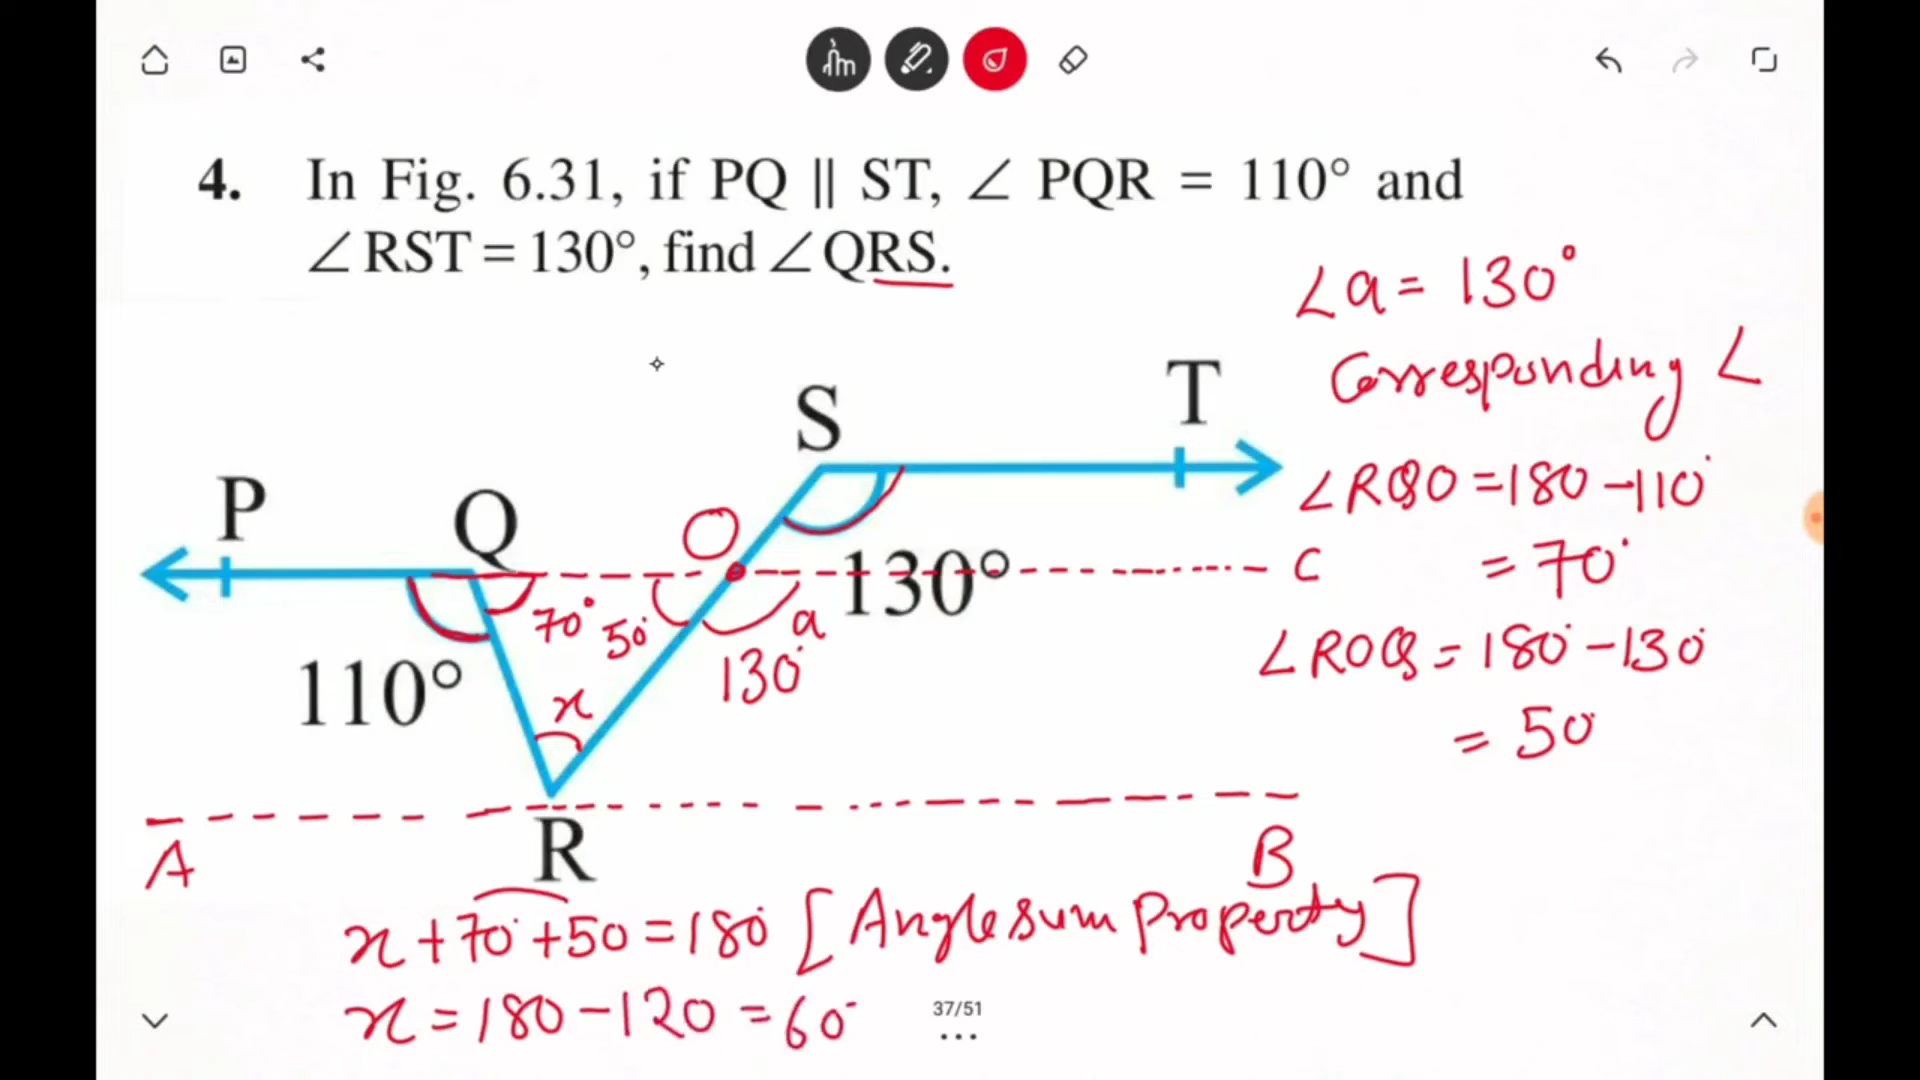 4. In Fig. 6.31, if PQ || ST, ∠ PQR = 110° and
∠RST = 130°, find ∠QRS.
∠a = 130°
Corresponding ∠
∠RQO = 180 - 110°
= 70°
∠ROQ = 180° - 130°
= 50°
S
T
P
Q
O
C
130°
70°
50°
a
130°
110°
x
R
A
B
x + 70° + 50 = 180° [Angle sum Property]
x = 180 - 120 = 60°
37/51